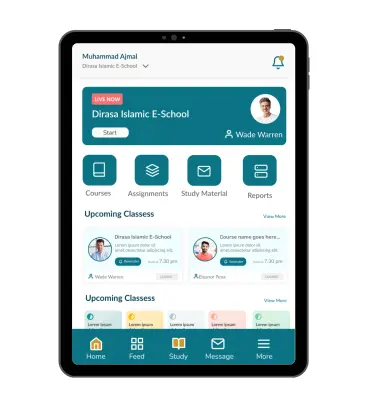 Muhammad Ajmal
Dirasa Islamic E-School
LIVE NOW
Dirasa Islamic E-School
Start
Wade Warren
Courses
Assignments
Study Material
Reports
Upcoming Classess
View More
Dirasa Islamic E-School
Lorem ipsum dolor sit
amet consectetur adipiscing elit.
Reminder
7:30 pm
Wade Warren
Course name goes here...
Lorem ipsum dolor sit
amet consectetur adipiscing elit.
Reminder
7:30 pm
Eleanor Pena
Upcoming Classess
View More
Lorem Ipsum
Lorem Ipsum
Lorem Ipsum
Lorem Ipsum
Lorem Ipsum
Home
Feed
Study
Message
More